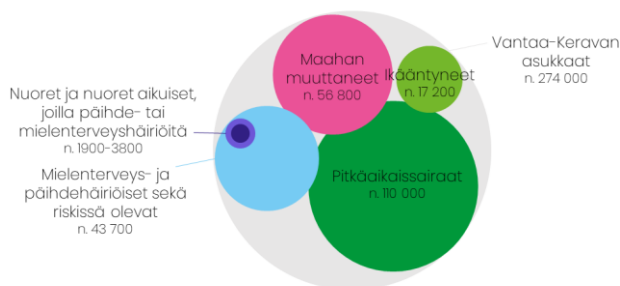 Maahan
muuttaneet
n. 56 800
Ikääntyneet
n. 17 200
Vantaa-Keravan
asukkaat
n. 274 000
Nuoret ja nuoret aikuiset,
joilla päihde- tai
mielenterveyshäiriöitä
n. 1900-3800
Mielenterveys- ja
päihdehäiriöiset sekä
riskissä olevat
n. 43 700
Pitkäaikaissairaat
n. 110 000